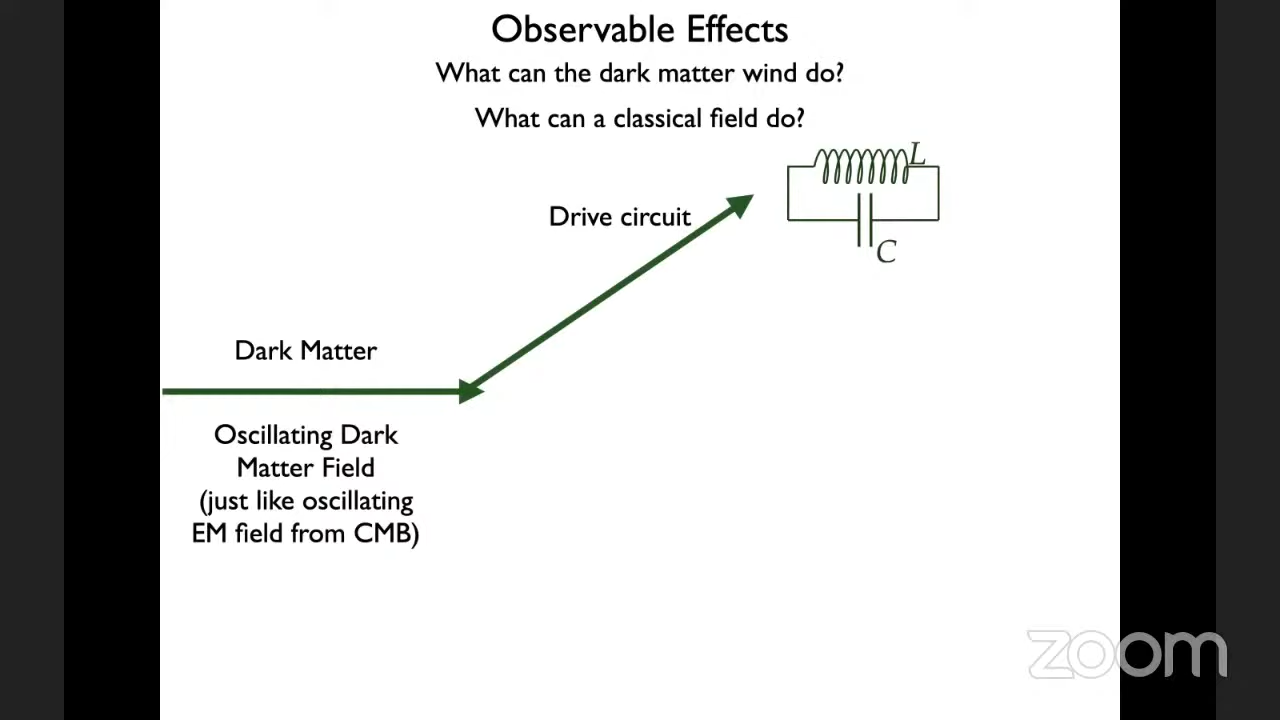 Observable Effects
What can the dark matter wind do?
What can a classical field do?
L
Drive circuit
C
Dark Matter
Oscillating Dark
Matter Field
(just like oscillating
EM field from CMB)
zoom